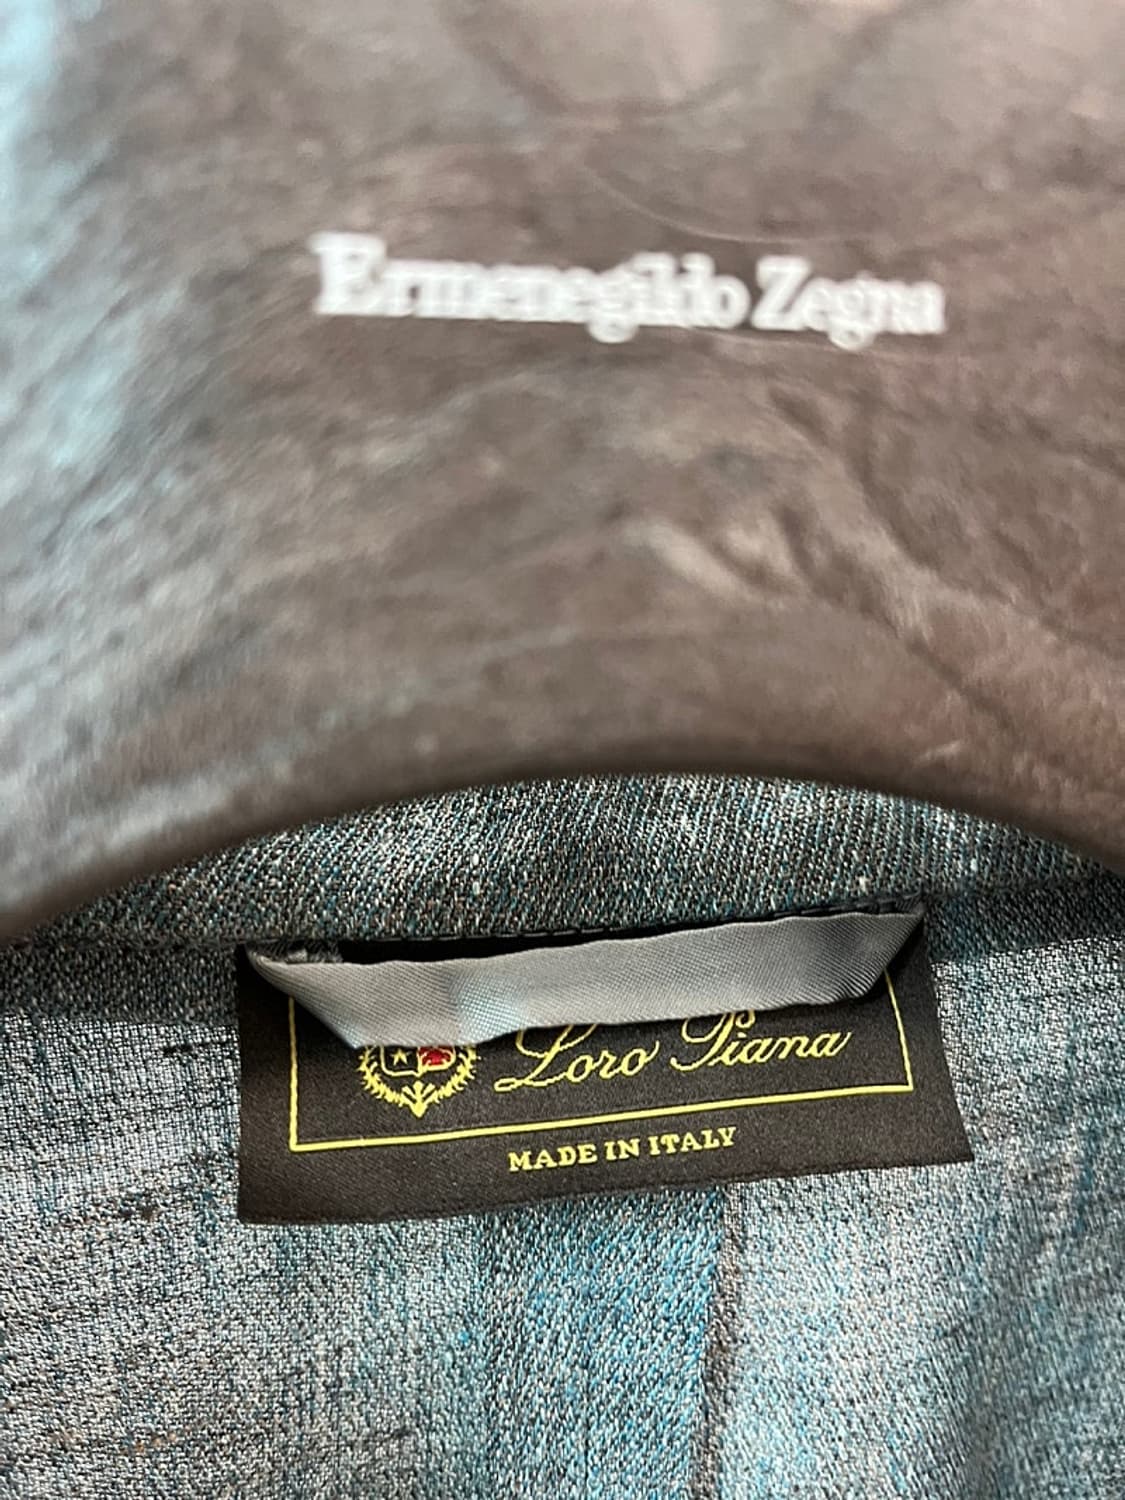 Ermenegildo Zegna
Loro Piana
MADE IN ITALY